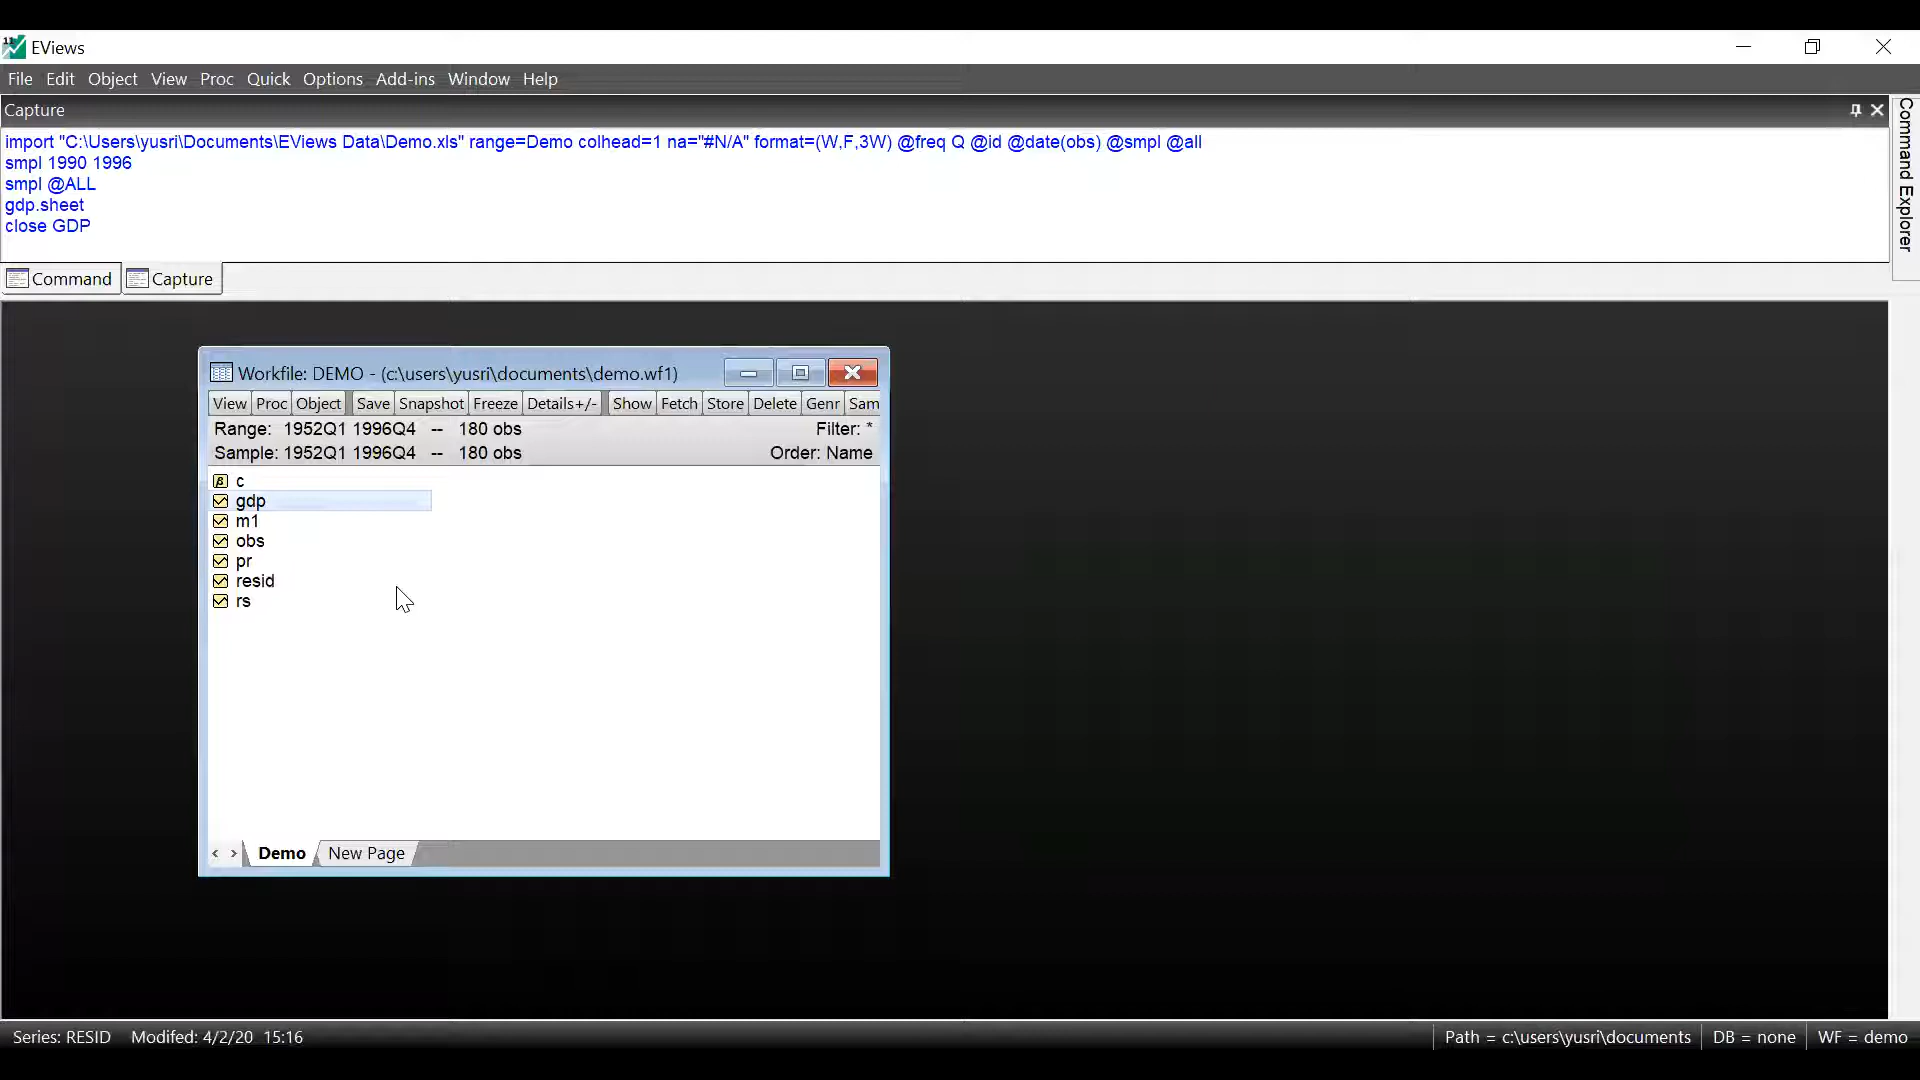 EViews
File Edit Object View Proc Quick Options Add-ins Window Help
Capture
import "C:\Users\yusri\Documents\EViews Data\Demo.xls" range=Demo colhead=1 na="#N/A" format=(W,F,3W) @freq Q @id @date(obs) @smpl @all
smpl 1990 1996
smpl @ALL
gdp.sheet
close GDP
Command Explorer
Command Capture
Workfile: DEMO - (c:\users\yusri\documents\demo.wf1)
View Proc Object Save Snapshot Freeze Details+/- Show Fetch Store Delete Genr Sam
Range: 1952Q1 1996Q4 -- 180 obs Filter: *
Sample: 1952Q1 1996Q4 -- 180 obs Order: Name
β c
gdp
m1
obs
pr
resid
rs
< > Demo New Page
Series: RESID Modifed: 4/2/20 15:16 Path = c:\users\yusri\documents DB = none WF = demo